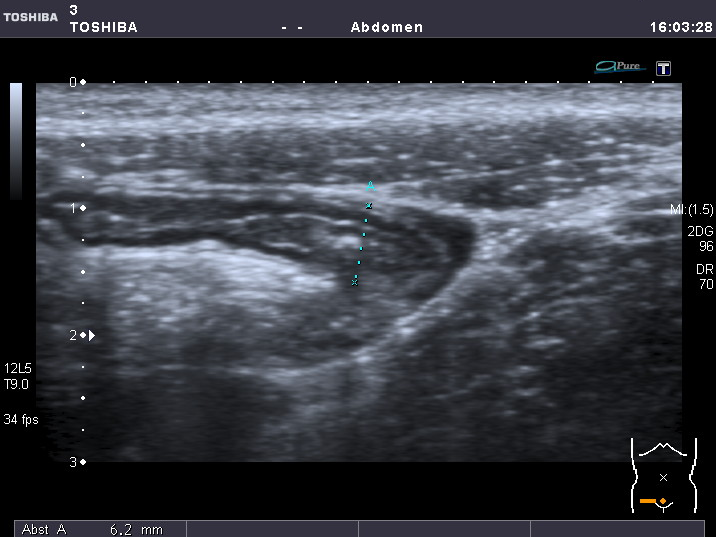 TOSHIBA
3
TOSHIBA - - Abdomen 16:03:28
aPure T
0
A
1
MI:(1.5)
2DG
96
DR
70
2
12L5
T9.0
34 fps
3
Abst A 6.2 mm